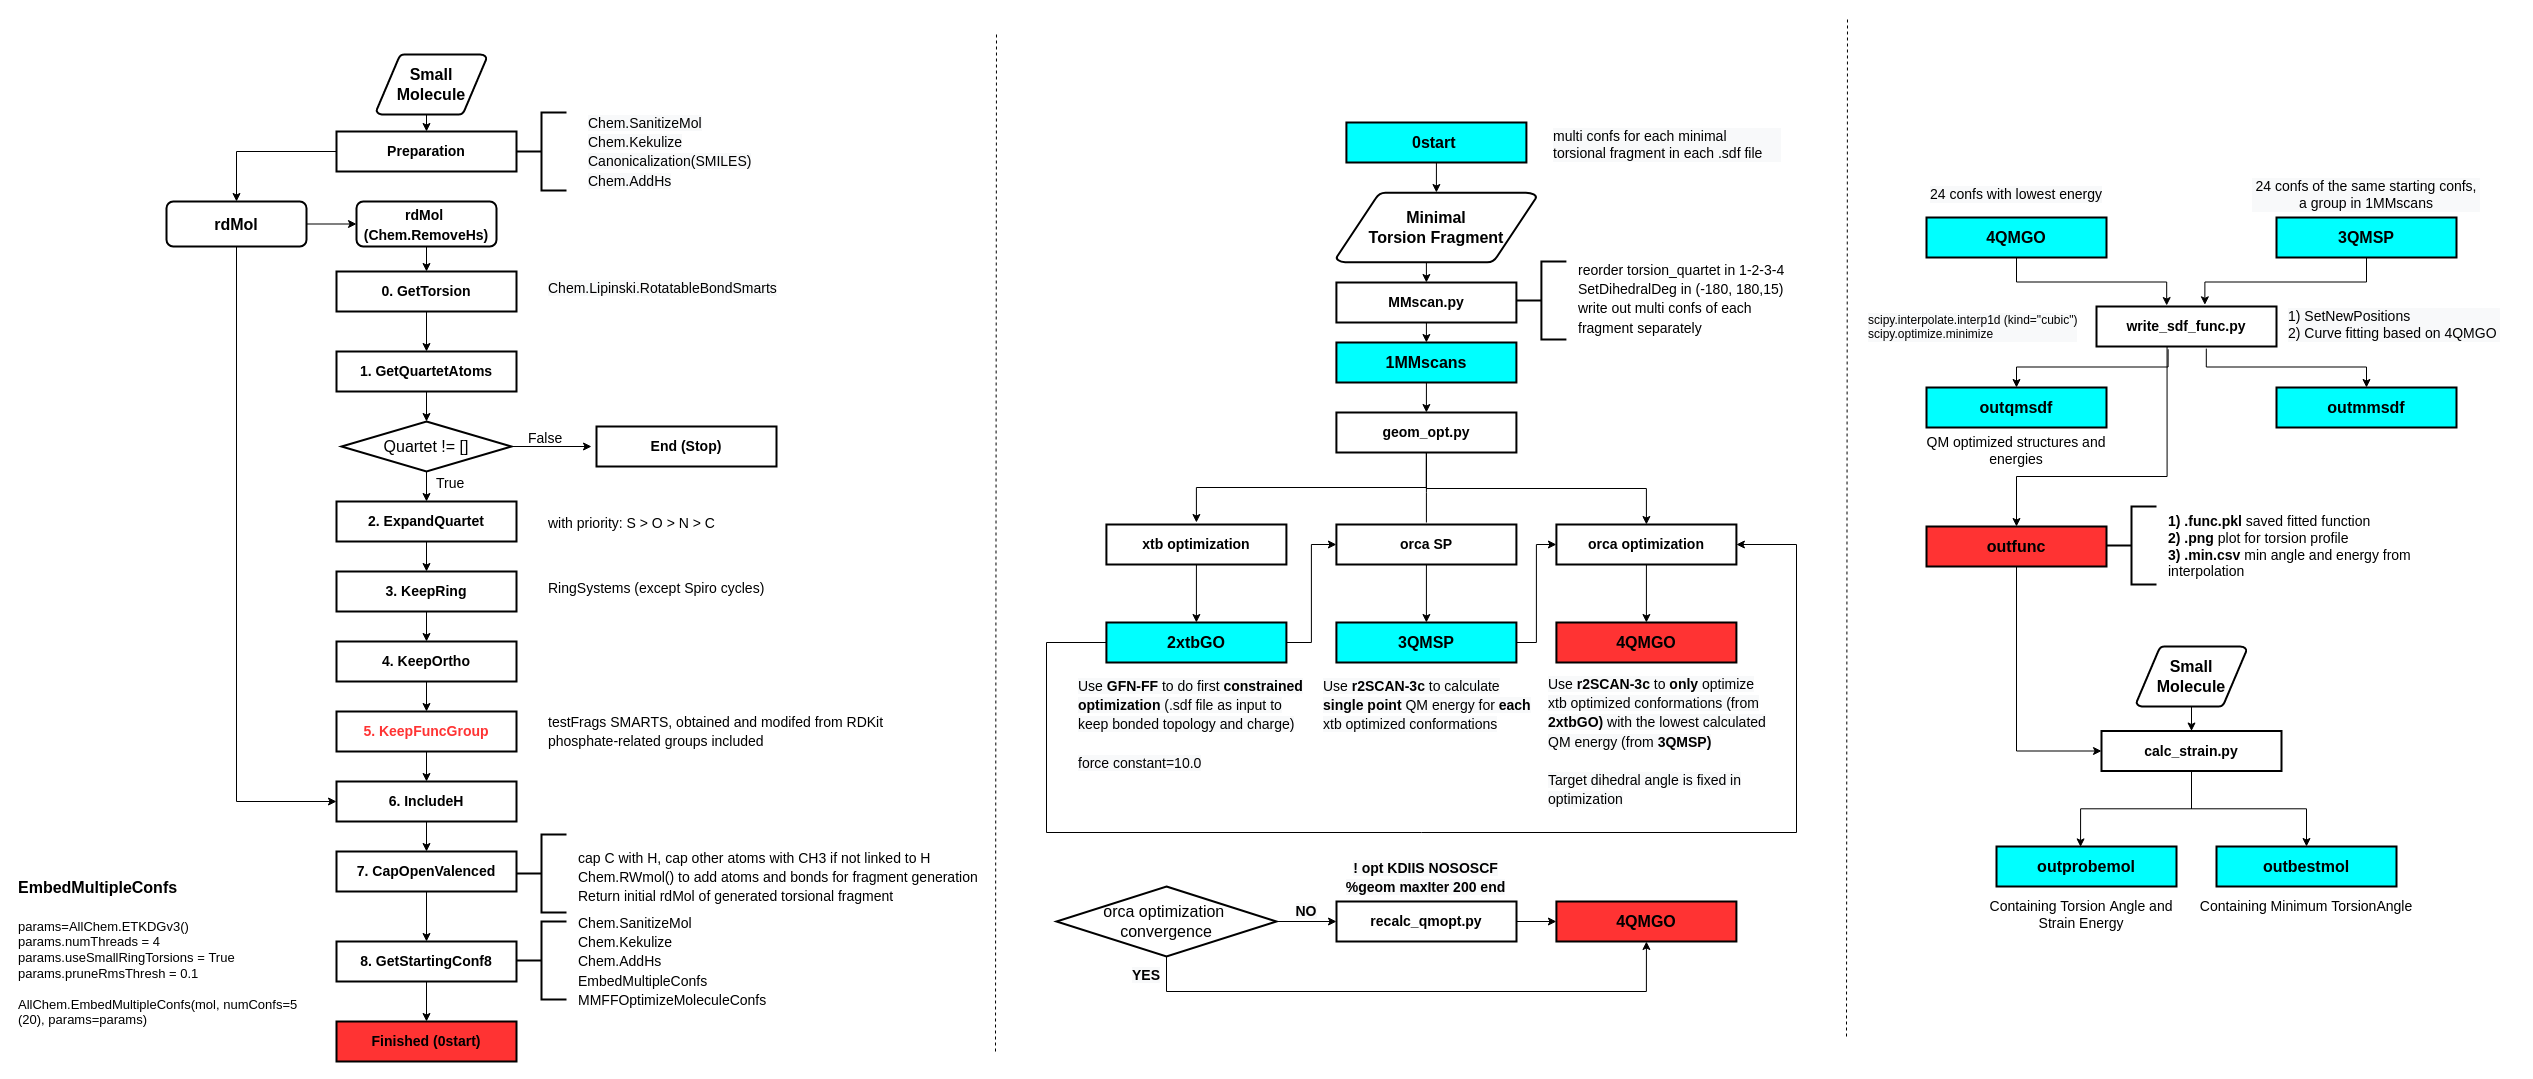 Small
Molecule
Preparation
Chem.SanitizeMol
Chem.Kekulize
Canonicalization(SMILES)
Chem.AddHs
rdMol
rdMol
(Chem.RemoveHs)
0. GetTorsion
Chem.Lipinski.RotatableBondSmarts
1. GetQuartetAtoms
Quartet != []
False
End (Stop)
True
2. ExpandQuartet
with priority: S > O > N > C
3. KeepRing
RingSystems (except Spiro cycles)
4. KeepOrtho
5. KeepFuncGroup
testFrags SMARTS, obtained and modifed from RDKit
phosphate-related groups included
6. IncludeH
7. CapOpenValenced
cap C with H, cap other atoms with CH3 if not linked to H
Chem.RWmol() to add atoms and bonds for fragment generation
Return initial rdMol of generated torsional fragment
8. GetStartingConf8
Chem.SanitizeMol
Chem.Kekulize
Chem.AddHs
EmbedMultipleConfs
MMFFOptimizeMoleculeConfs
Finished (0start)
EmbedMultipleConfs
params=AllChem.ETKDGv3()
params.numThreads = 4
params.useSmallRingTorsions = True
params.pruneRmsThresh = 0.1
AllChem.EmbedMultipleConfs(mol, numConfs=5
(20), params=params)
0start
multi confs for each minimal
torsional fragment in each .sdf file
Minimal
Torsion Fragment
MMscan.py
reorder torsion_quartet in 1-2-3-4
SetDihedralDeg in (-180, 180,15)
write out multi confs of each
fragment separately
1MMscans
geom_opt.py
xtb optimization
orca SP
orca optimization
2xtbGO
3QMSP
4QMGO
Use GFN-FF to do first constrained
optimization (.sdf file as input to
keep bonded topology and charge)
force constant=10.0
Use r2SCAN-3c to calculate
single point QM energy for each
xtb optimized conformations
Use r2SCAN-3c to only optimize
xtb optimized conformations (from
2xtbGO) with the lowest calculated
QM energy (from 3QMSP)
Target dihedral angle is fixed in
optimization
orca optimization
convergence
NO
! opt KDIIS NOSOSCF
%geom maxIter 200 end
recalc_qmopt.py
4QMGO
YES
24 confs with lowest energy
24 confs of the same starting confs,
a group in 1MMscans
4QMGO
3QMSP
scipy.interpolate.interp1d (kind="cubic")
scipy.optimize.minimize
write_sdf_func.py
1) SetNewPositions
2) Curve fitting based on 4QMGO
outqmsdf
outmmsdf
QM optimized structures and
energies
outfunc
1) .func.pkl saved fitted function
2) .png plot for torsion profile
3) .min.csv min angle and energy from
interpolation
Small
Molecule
calc_strain.py
outprobemol
outbestmol
Containing Torsion Angle and
Strain Energy
Containing Minimum TorsionAngle